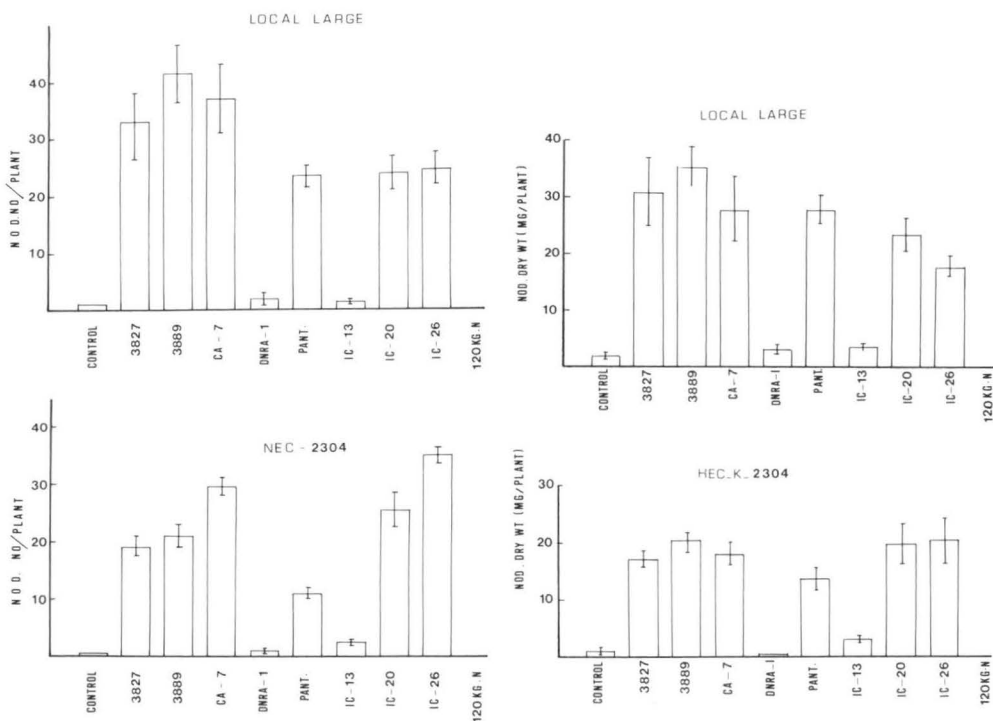 LOCAL LARGE
NOD.NO/PLANT
40
30
20
10
CONTROL
3827
3889
CA-7
DNRA-1
PANT.
IC-13
IC-20
IC-26
120KG-N
LOCAL LARGE
NOD.DRY WT(MG/PLANT)
40
30
20
10
CONTROL
3827
3889
CA-7
DNRA-1
PANT.
IC-13
IC-20
IC-26
120KG-N
NEC-2304
NOD. NO/PLANT
40
30
20
10
CONTROL
3827
3889
CA-7
DNRA-1
PANT.
IC-13
IC-20
IC-26
120KG-N
HEC_K_2304
NOD.DRY WT (MG/PLANT)
30
20
10
CONTROL
3827
3889
CA-7
DNRA-1
PANT.
IC-13
IC-20
IC-26
120KG-N